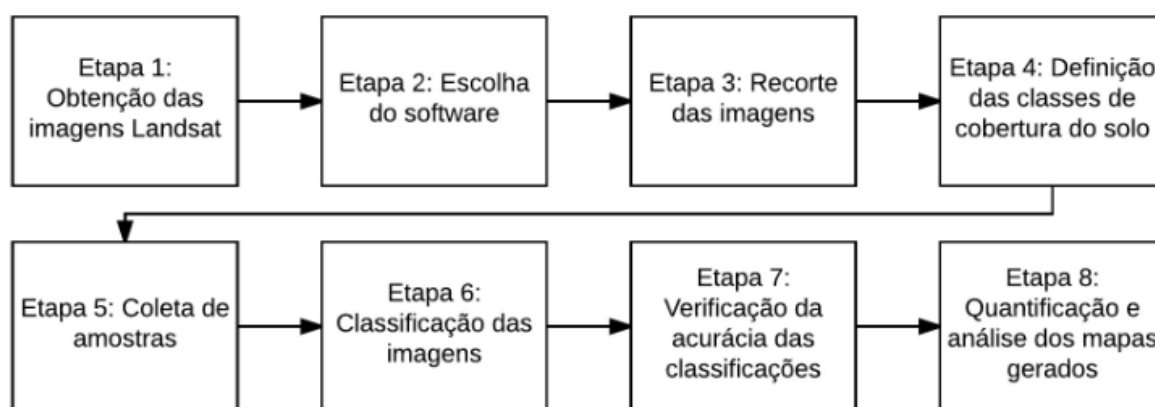 Etapa 1:
Obtenção das
imagens Landsat
Etapa 2: Escolha
do software
Etapa 3: Recorte
das imagens
Etapa 4: Definição
das classes de
cobertura do solo
Etapa 5: Coleta de
amostras
Etapa 6:
Classificação das
imagens
Etapa 7:
Verificação da
acurácia das
classificações
Etapa 8:
Quantificação e
análise dos mapas
gerados